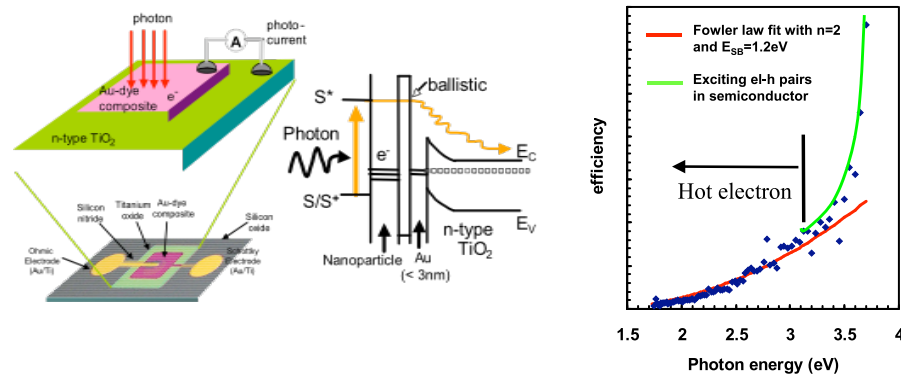 photon
photo-
current
A
Au-dye
composite
e-
n-type TiO2
Silicon
nitride
Titanium
oxide
Au-dye
composite
Silicon
oxide
Ohmic
Electrode
(Au/Ti)
Schottky
Electrode
(Au/Ti)
ballistic
S*
Photon
e-
EC
S/S+
EV
n-type
TiO2
Nanoparticle
Au
(< 3nm)
Fowler law fit with n=2
and ESB=1.2eV
Exciting el-h pairs
in semiconductor
Hot electron
efficiency
1.5 2 2.5 3 3.5 4
Photon energy (eV)